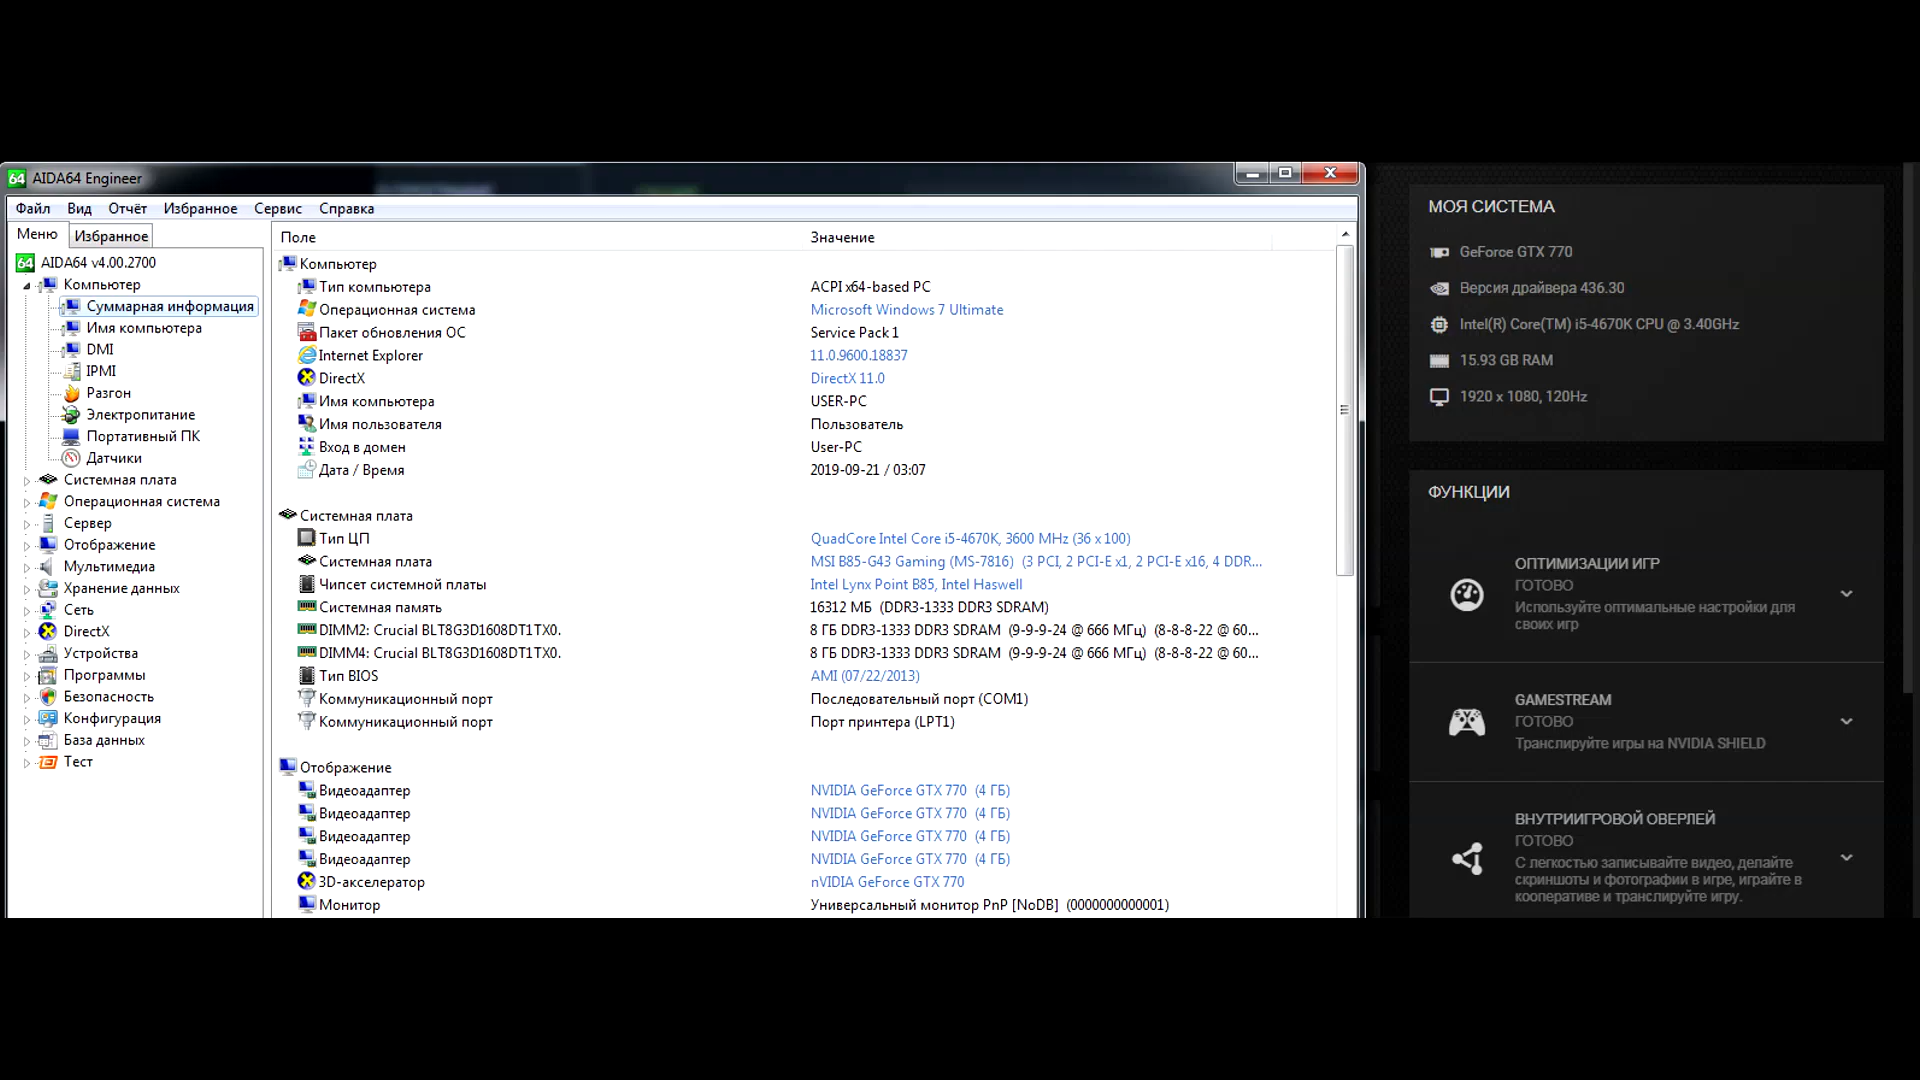 AIDA64 Engineer
Файл Вид Отчёт Избранное Сервис Справка
Меню Избранное
AIDA64 v4.00.2700
Компьютер
Суммарная информация
Имя компьютера
DMI
IPMI
Разгон
Электропитание
Портативный ПК
Датчики
Системная плата
Операционная система
Сервер
Отображение
Мультимедиа
Хранение данных
Сеть
DirectX
Устройства
Программы
Безопасность
Конфигурация
База данных
Тест
Поле Значение
Компьютер
Тип компьютера ACPI x64-based PC
Операционная система Microsoft Windows 7 Ultimate
Пакет обновления ОС Service Pack 1
Internet Explorer 11.0.9600.18837
DirectX DirectX 11.0
Имя компьютера USER-PC
Имя пользователя Пользователь
Вход в домен User-PC
Дата / Время 2019-09-21 / 03:07
Системная плата
Тип ЦП QuadCore Intel Core i5-4670K, 3600 MHz (36 x 100)
Системная плата MSI B85-G43 Gaming (MS-7816) (3 PCI, 2 PCI-E x1, 2 PCI-E x16, 4 DDR...
Чипсет системной платы Intel Lynx Point B85, Intel Haswell
Системная память 16312 МБ (DDR3-1333 DDR3 SDRAM)
DIMM2: Crucial BLT8G3D1608DT1TX0. 8 ГБ DDR3-1333 DDR3 SDRAM (9-9-9-24 @ 666 МГц) (8-8-8-22 @ 60...
DIMM4: Crucial BLT8G3D1608DT1TX0. 8 ГБ DDR3-1333 DDR3 SDRAM (9-9-9-24 @ 666 МГц) (8-8-8-22 @ 60...
Тип BIOS AMI (07/22/2013)
Коммуникационный порт Последовательный порт (COM1)
Коммуникационный порт Порт принтера (LPT1)
Отображение
Видеоадаптер NVIDIA GeForce GTX 770 (4 ГБ)
Видеоадаптер NVIDIA GeForce GTX 770 (4 ГБ)
Видеоадаптер NVIDIA GeForce GTX 770 (4 ГБ)
Видеоадаптер NVIDIA GeForce GTX 770 (4 ГБ)
3D-акселератор nVIDIA GeForce GTX 770
Монитор Универсальный монитор PnP [NoDB] (0000000000001)
МОЯ СИСТЕМА
GeForce GTX 770
Версия драйвера 436.30
Intel(R) Core(TM) i5-4670K CPU @ 3.40GHz
15.93 GB RAM
1920 x 1080, 120Hz
ФУНКЦИИ
ОПТИМИЗАЦИИ ИГР
ГОТОВО
Используйте оптимальные настройки для
своих игр
GAMESTREAM
ГОТОВО
Транслируйте игры на NVIDIA SHIELD
ВНУТРИИГРОВОЙ ОВЕРЛЕЙ
ГОТОВО
С легкостью записывайте видео, делайте
скриншоты и фотографии в игре, играйте в
кооперативе и транслируйте игру.